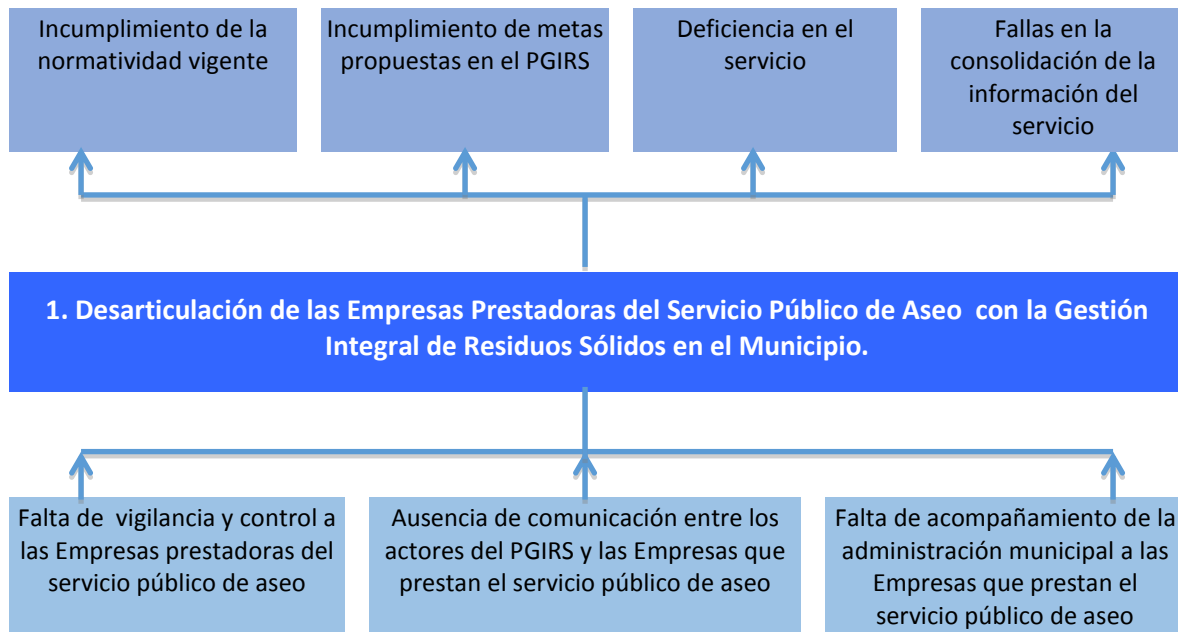 Incumplimiento de la
normatividad vigente
Incumplimiento de metas
propuestas en el PGIRS
Deficiencia en el
servicio
Fallas en la
consolidación de la
información del
servicio
1. Desarticulación de las Empresas Prestadoras del Servicio Público de Aseo con la Gestión
Integral de Residuos Sólidos en el Municipio.
Falta de vigilancia y control a
las Empresas prestadoras del
servicio público de aseo
Ausencia de comunicación entre los
actores del PGIRS y las Empresas que
prestan el servicio público de aseo
Falta de acompañamiento de la
administración municipal a las
Empresas que prestan el
servicio público de aseo